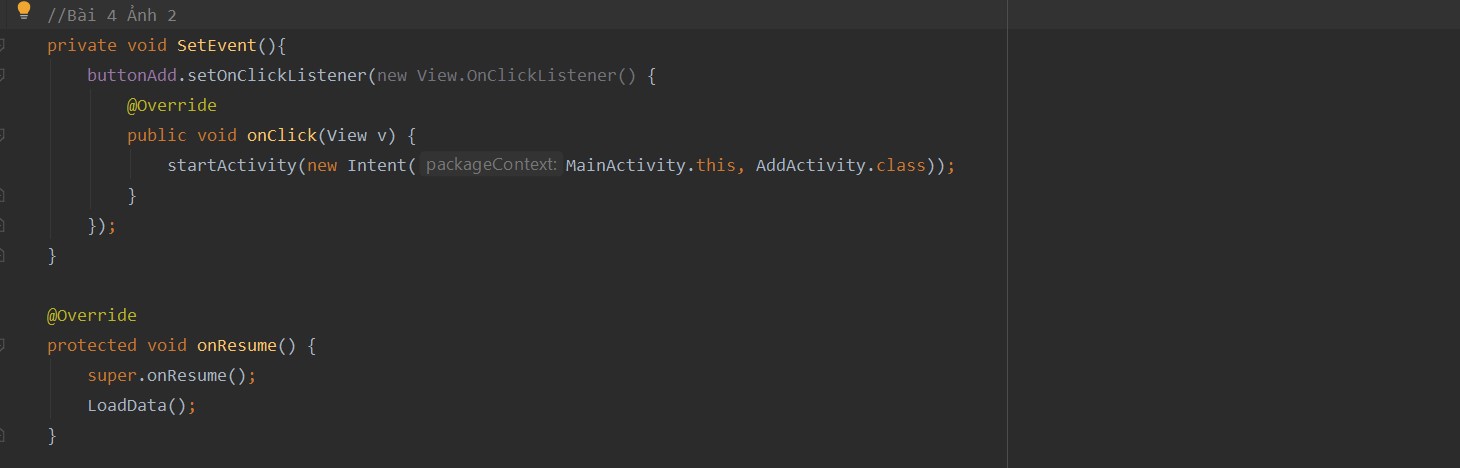 //Bài 4 Ảnh 2
private void SetEvent(){
buttonAdd.setOnClickListener(new View.OnClickListener() {
@Override
public void onClick(View v) {
startActivity(new Intent( packageContext: MainActivity.this, AddActivity.class));
}
});
}
@Override
protected void onResume() {
super.onResume();
LoadData();
}